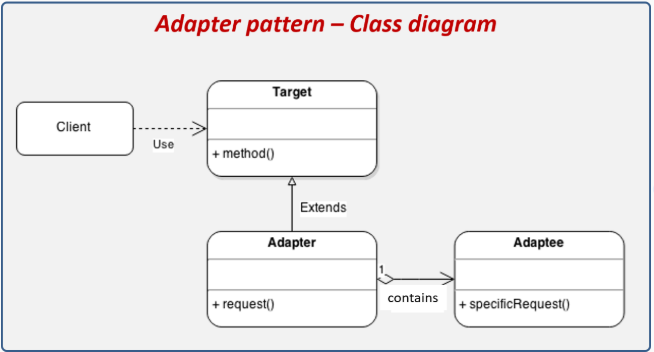 Adapter pattern – Class diagram
Target
Client
Use
+ method()
Extends
Adapter
Adaptee
1
contains
+ request()
+ specificRequest()